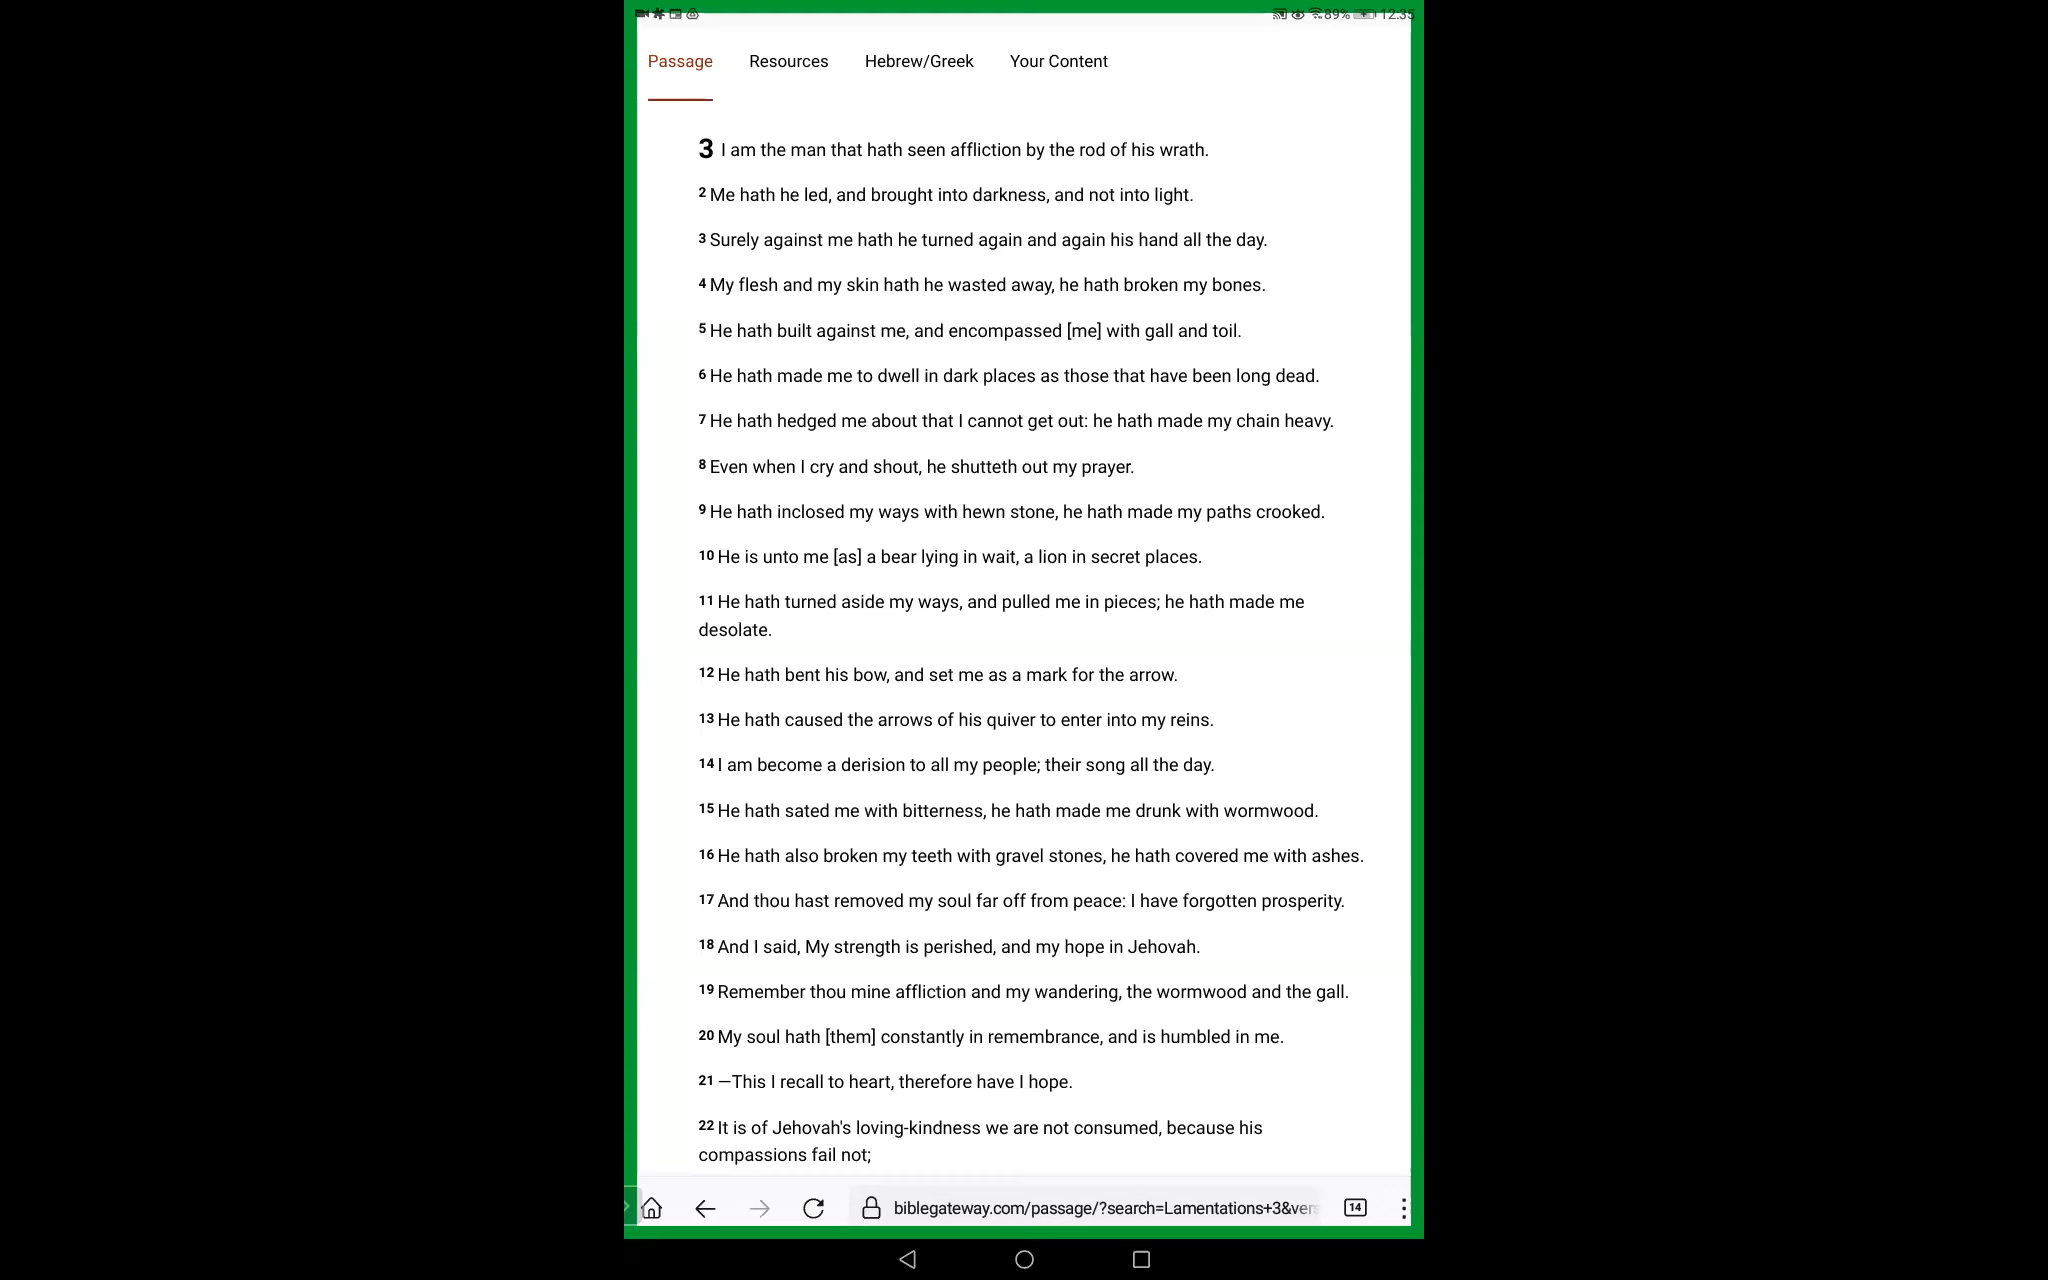 89% 12:35
Passage Resources Hebrew/Greek Your Content
3 I am the man that hath seen affliction by the rod of his wrath.
2 Me hath he led, and brought into darkness, and not into light.
3 Surely against me hath he turned again and again his hand all the day.
4 My flesh and my skin hath he wasted away, he hath broken my bones.
5 He hath built against me, and encompassed [me] with gall and toil.
6 He hath made me to dwell in dark places as those that have been long dead.
7 He hath hedged me about that I cannot get out: he hath made my chain heavy.
8 Even when I cry and shout, he shutteth out my prayer.
9 He hath inclosed my ways with hewn stone, he hath made my paths crooked.
10 He is unto me [as] a bear lying in wait, a lion in secret places.
11 He hath turned aside my ways, and pulled me in pieces; he hath made me
desolate.
12 He hath bent his bow, and set me as a mark for the arrow.
13 He hath caused the arrows of his quiver to enter into my reins.
14 I am become a derision to all my people; their song all the day.
15 He hath sated me with bitterness, he hath made me drunk with wormwood.
16 He hath also broken my teeth with gravel stones, he hath covered me with ashes.
17 And thou hast removed my soul far off from peace: I have forgotten prosperity.
18 And I said, My strength is perished, and my hope in Jehovah.
19 Remember thou mine affliction and my wandering, the wormwood and the gall.
20 My soul hath [them] constantly in remembrance, and is humbled in me.
21 —This I recall to heart, therefore have I hope.
22 It is of Jehovah's loving-kindness we are not consumed, because his
compassions fail not;
biblegateway.com/passage/?search=Lamentations+3&ver 14